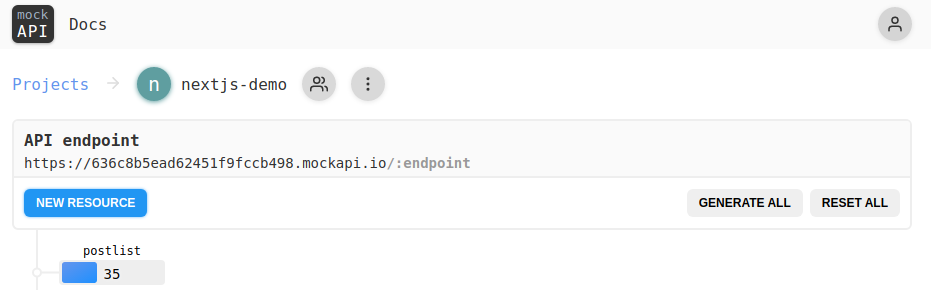 mock
API
Docs
Projects
n
nextjs-demo
API endpoint
https://636c8b5ead62451f9fccb498.mockapi.io/:endpoint
NEW RESOURCE
GENERATE ALL
RESET ALL
postlist
35